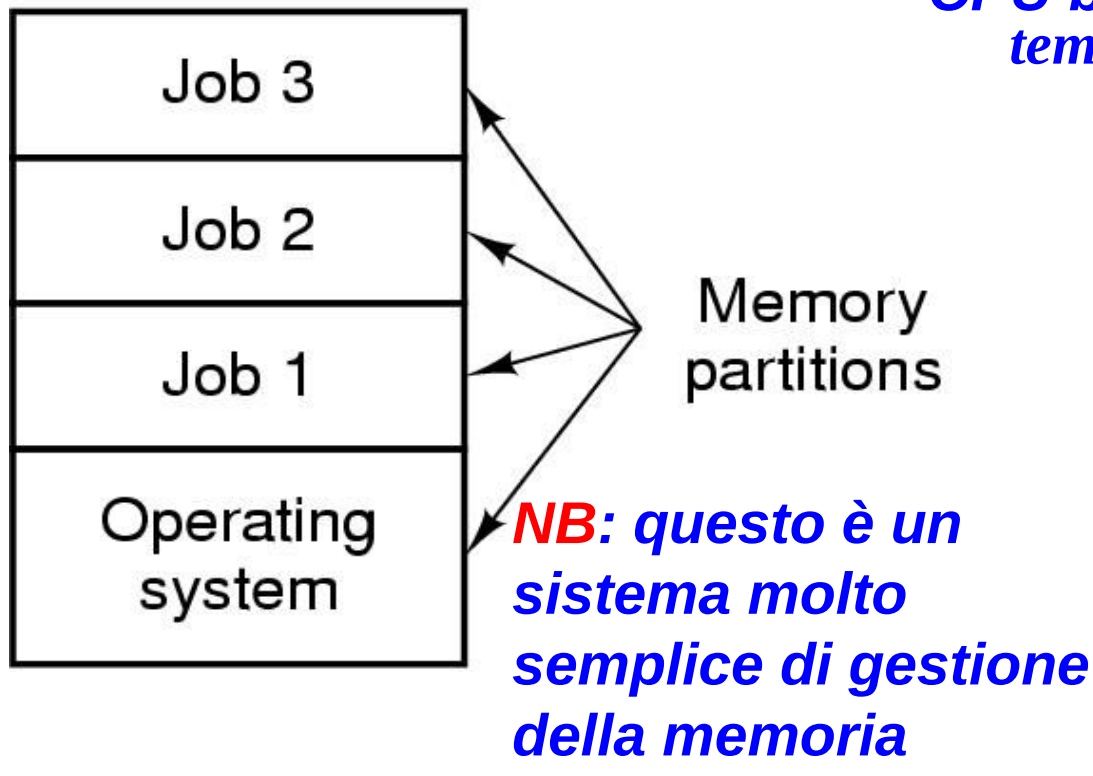 Job 3
Job 2
Job 1
Operating
system
Memory
partitions
NB: questo è un
sistema molto
semplice di gestione
della memoria